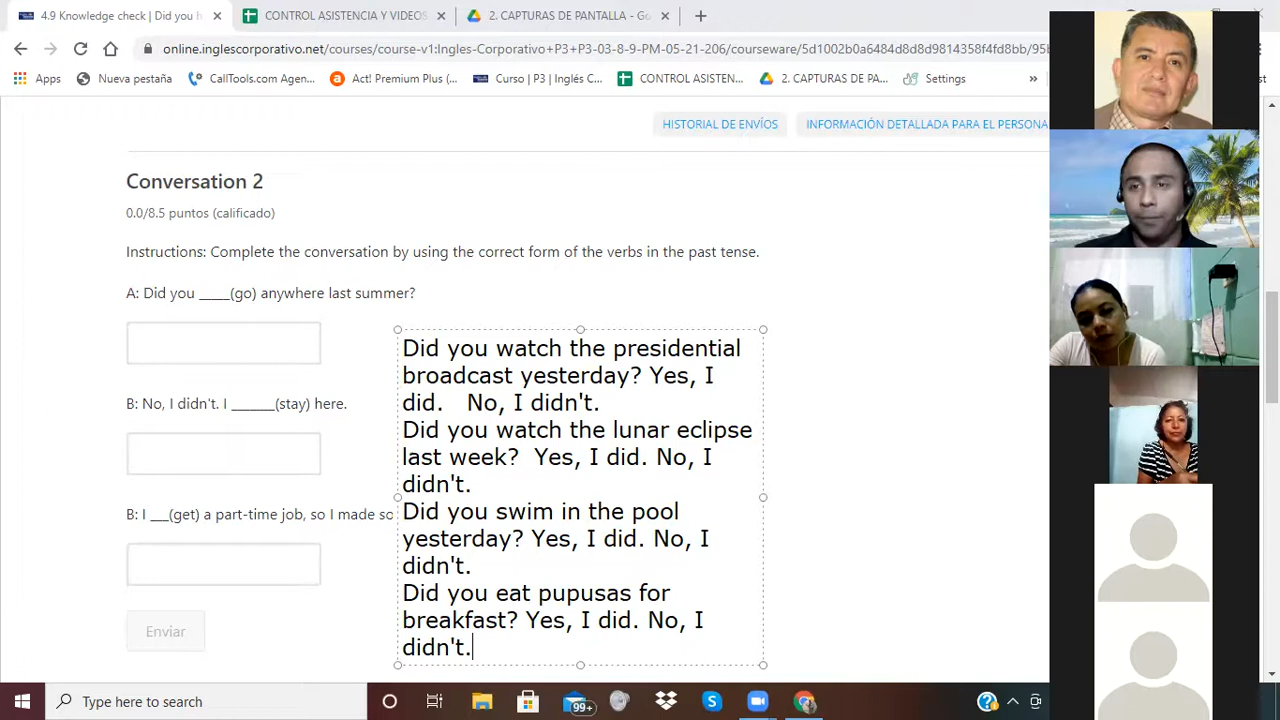 4.9 Knowledge check | Did you h
CONTROL ASISTENCIA Y VIDEOS
2. CAPTURAS DE PANTALLA - Go
online.inglescorporativo.net/courses/course-v1:Ingles-Corporativo+P3+P3-03-8-9-PM-05-21-206/courseware/5d1002b0a6484d8d8d9814358f4fd8bb/95b
Apps
Nueva pestaña
CallTools.com Agen...
Act! Premium Plus (...
Curso | P3 | Inglés C...
CONTROL ASISTEN...
2. CAPTURAS DE PA...
Settings
»
st
HISTORIAL DE ENVÍOS
INFORMACIÓN DETALLADA PARA EL PERSONA
Conversation 2
0.0/8.5 puntos (calificado)
Instructions: Complete the conversation by using the correct form of the verbs in the past tense.
A: Did you _____(go) anywhere last summer?
B: No, I didn't. I _______(stay) here.
B: I ___(get) a part-time job, so I made so
Enviar
Did you watch the presidential
broadcast yesterday? Yes, I
did. No, I didn't.
Did you watch the lunar eclipse
last week? Yes, I did. No, I
didn't.
Did you swim in the pool
yesterday? Yes, I did. No, I
didn't.
Did you eat pupusas for
breakfast? Yes, I did. No, I
didn't.
Type here to search
99+